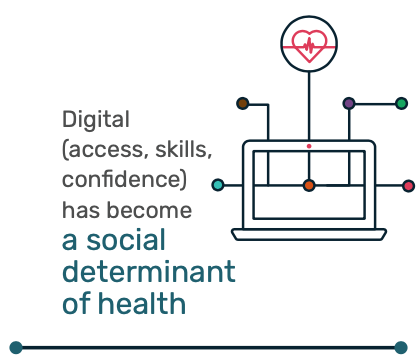 Digital
(access, skills,
confidence)
has become
a social
determinant
of health